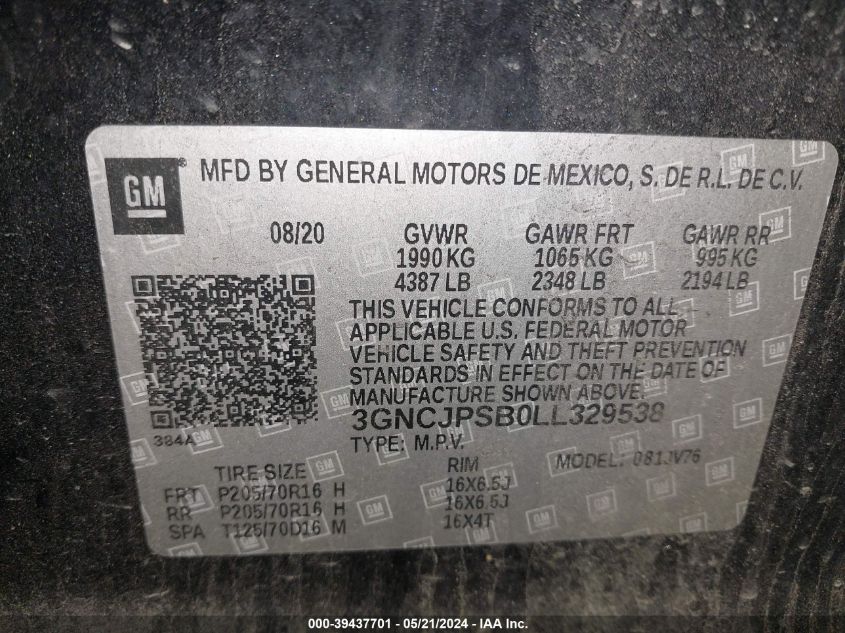 GM
MFD BY GENERAL MOTORS DE MEXICO, S. DE R.L. DE C.V.
08/20 GVWR GAWR FRT GAWR RR
1990 KG 1065 KG 995 KG
4387 LB 2348 LB 2194 LB
THIS VEHICLE CONFORMS TO ALL
APPLICABLE U.S. FEDERAL MOTOR
VEHICLE SAFETY AND THEFT PREVENTION
STANDARDS IN EFFECT ON THE DATE OF
MANUFACTURE SHOWN ABOVE.
3GNCJPSB0LL329538
384A
TYPE: M.P.V. MODEL: 081JV76
TIRE SIZE RIM
FRT P205/70R16 H 16X6.5J
RR P205/70R16 H 16X6.5J
SPA T125/70D16 M 16X4T
000-39437701 - 05/21/2024 - IAA Inc.